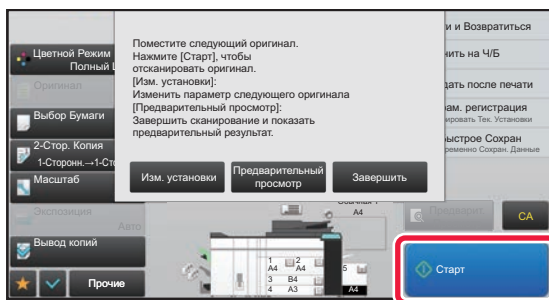 Поместите следующий оригинал.
Нажмите [Старт], чтобы
отсканировать оригинал.
[Изм. установки]:
Изменить параметр следующего оригинала
[Предварительный просмотр]:
Завершить сканирование и показать
предварительный результат.
Изм. установки
Предварительный
просмотр
Завершить
Цветной Режим
Полный
Оригинал
Выбор Бумаги
2-Стор. Копия
1-Сторонн.→1-Ст
Масштаб
Экспозиция
Авто
Вывод копий
Прочие
и и Возвратиться
нить на Ч/Б
дать после печати
ам. регистрация
ировать Тек. Установки
ыстрое Сохран
ременно Сохран. Данные
Предварит.
CA
Старт
A4
1
A4
2
A4
3 B4
4 A3
5
A4